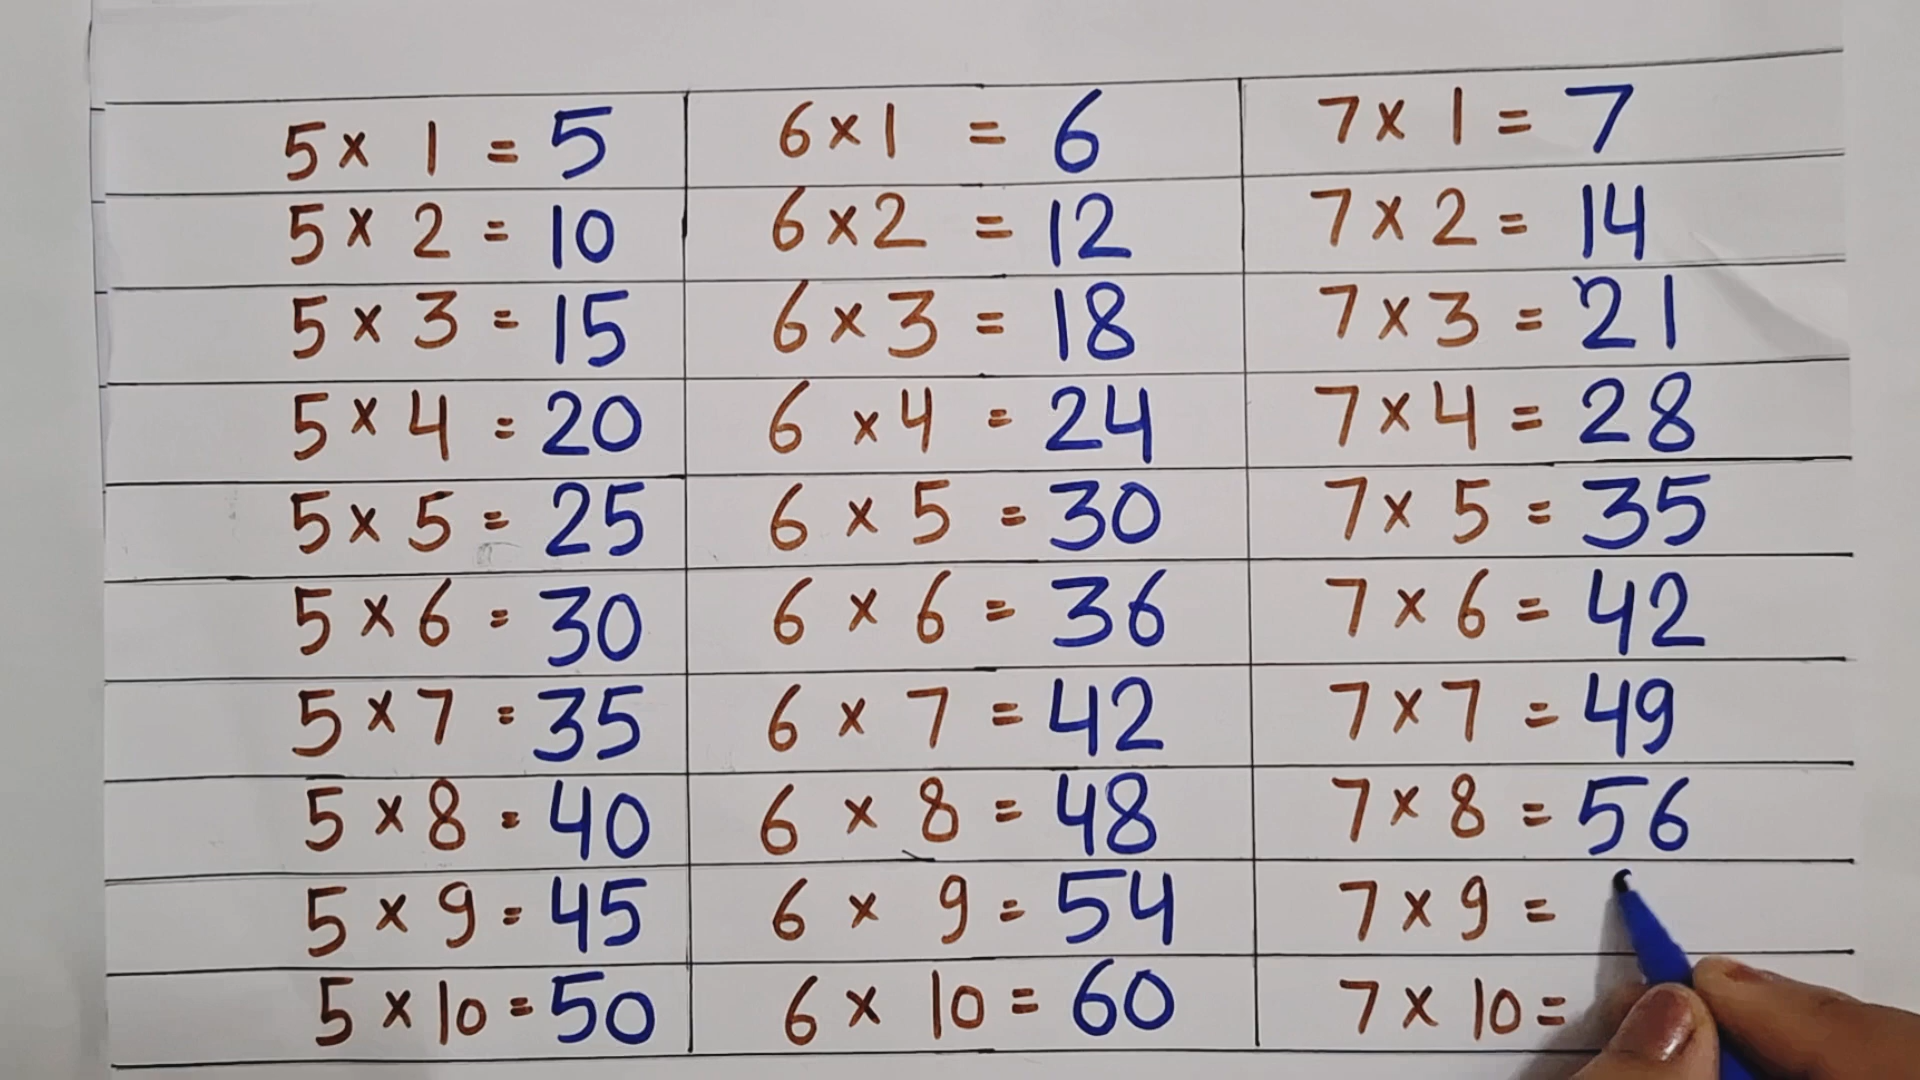 5 × 1 = 5
5 × 2 = 10
5 × 3 = 15
5 × 4 = 20
5 × 5 = 25
5 × 6 = 30
5 × 7 = 35
5 × 8 = 40
5 × 9 = 45
5 × 10 = 50
6 × 1 = 6
6 × 2 = 12
6 × 3 = 18
6 × 4 = 24
6 × 5 = 30
6 × 6 = 36
6 × 7 = 42
6 × 8 = 48
6 × 9 = 54
6 × 10 = 60
7 × 1 = 7
7 × 2 = 14
7 × 3 = 21
7 × 4 = 28
7 × 5 = 35
7 × 6 = 42
7 × 7 = 49
7 × 8 = 56
7 × 9 =
7 × 10 =